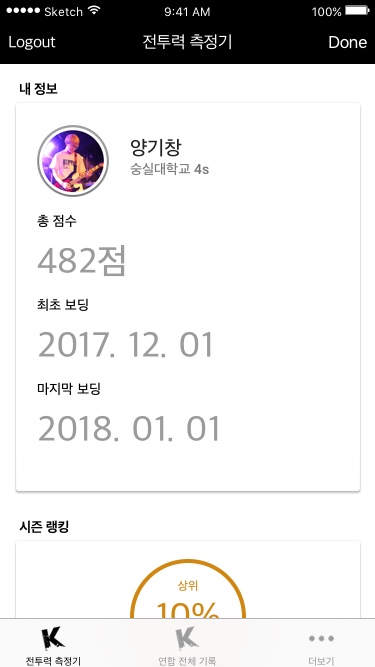 Sketch 9:41 AM 100%
Logout 전투력 측정기 Done
내 정보
양기창
숭실대학교 4s
총 점수
482점
최초 보딩
2017. 12. 01
마지막 보딩
2018. 01. 01
시즌 랭킹
상위
10%
전투력 측정기 연합 전체 기록 더보기